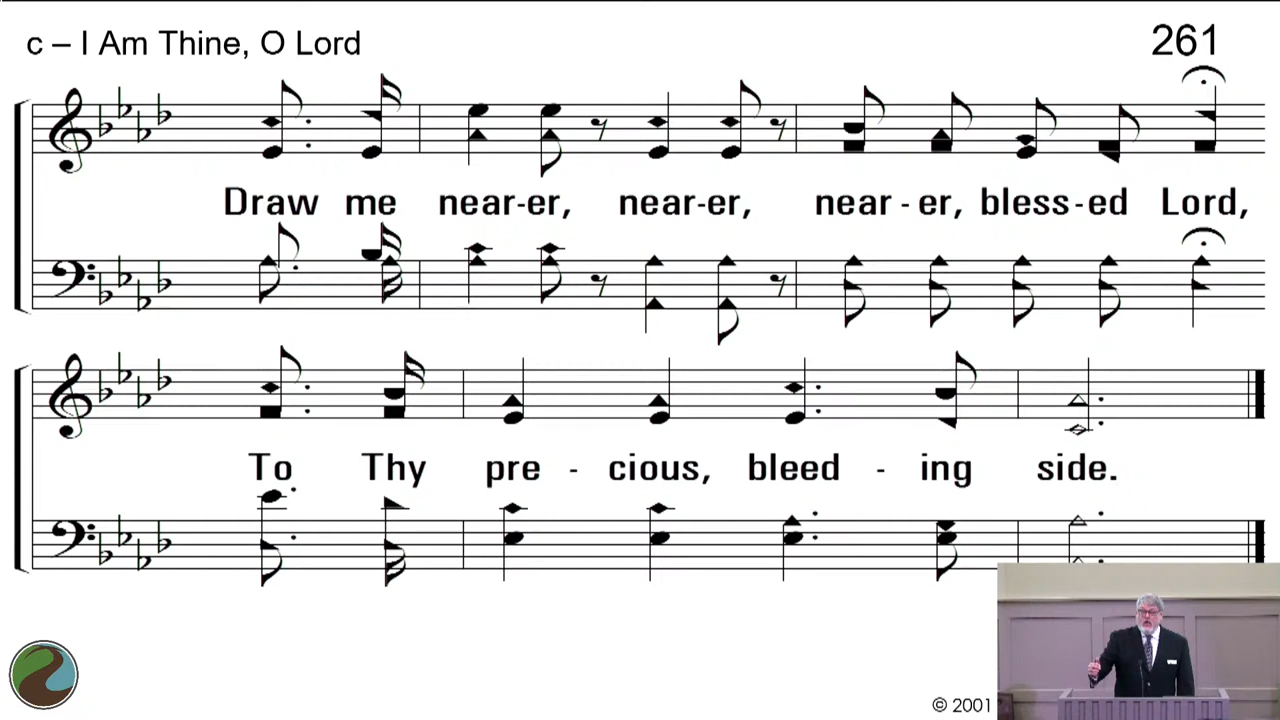 c – I Am Thine, O Lord
261
Draw me near-er, near-er, near - er, bless-ed Lord,
To Thy pre - cious, bleed - ing side.
© 2001